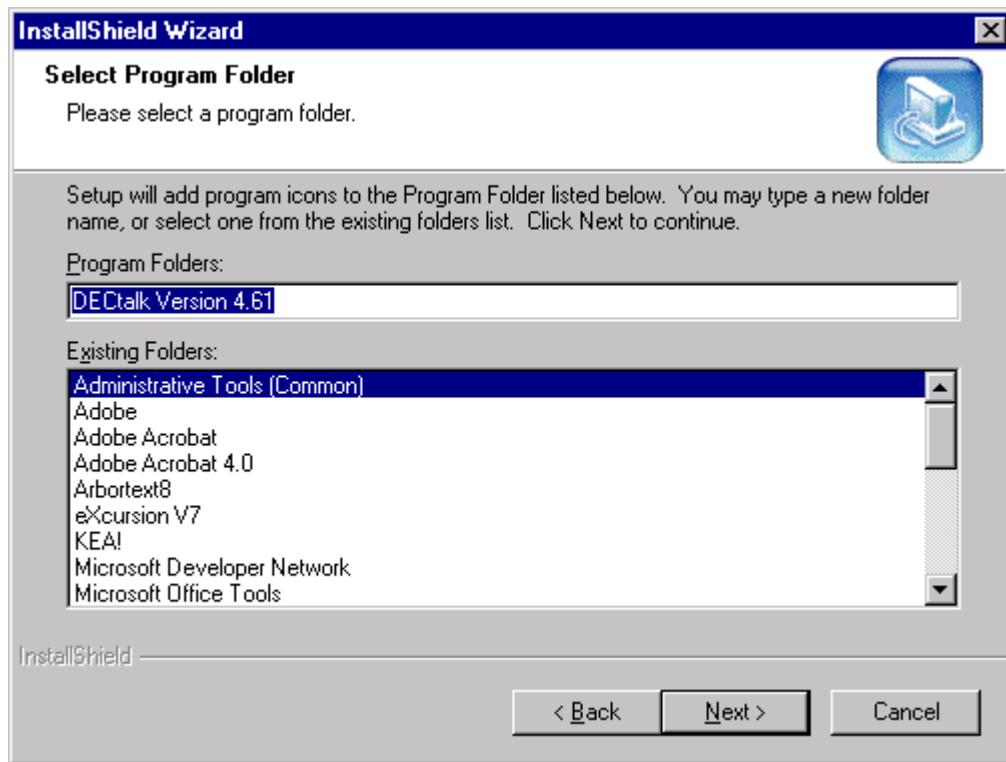 InstallShield Wizard
Select Program Folder
Please select a program folder.
Setup will add program icons to the Program Folder listed below.  You may type a new folder
name, or select one from the existing folders list.  Click Next to continue.
Program Folders:
DECtalk Version 4.61
Existing Folders:
Administrative Tools (Common)
Adobe
Adobe Acrobat
Adobe Acrobat 4.0
Arbortext8
eXcursion V7
KEA!
Microsoft Developer Network
Microsoft Office Tools
InstallShield
< Back Next > Cancel